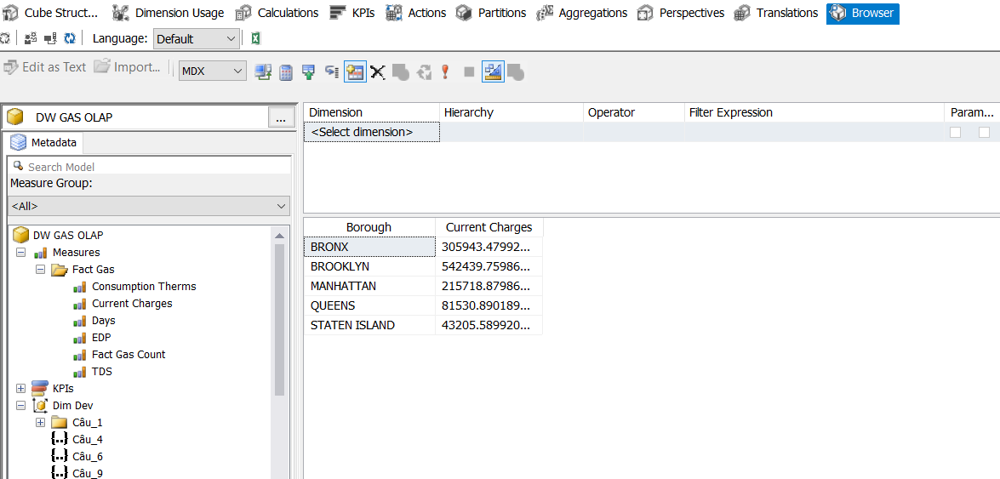 Cube Struct... Dimension Usage Calculations KPIs Actions Partitions Aggregations Perspectives Translations Browser
Language: Default
Edit as Text Import... MDX
DW GAS OLAP ...
Metadata
Search Model
Measure Group:
<All>
DW GAS OLAP
Measures
Fact Gas
Consumption Therms
Current Charges
Days
EDP
Fact Gas Count
TDS
KPIs
Dim Dev
Câu_1
Câu_4
Câu_6
Câu_9
Dimension Hierarchy Operator Filter Expression Param...
<Select dimension>
Borough Current Charges
BRONX 305943.47992...
BROOKLYN 542439.75986...
MANHATTAN 215718.87986...
QUEENS 81530.890189...
STATEN ISLAND 43205.589920...